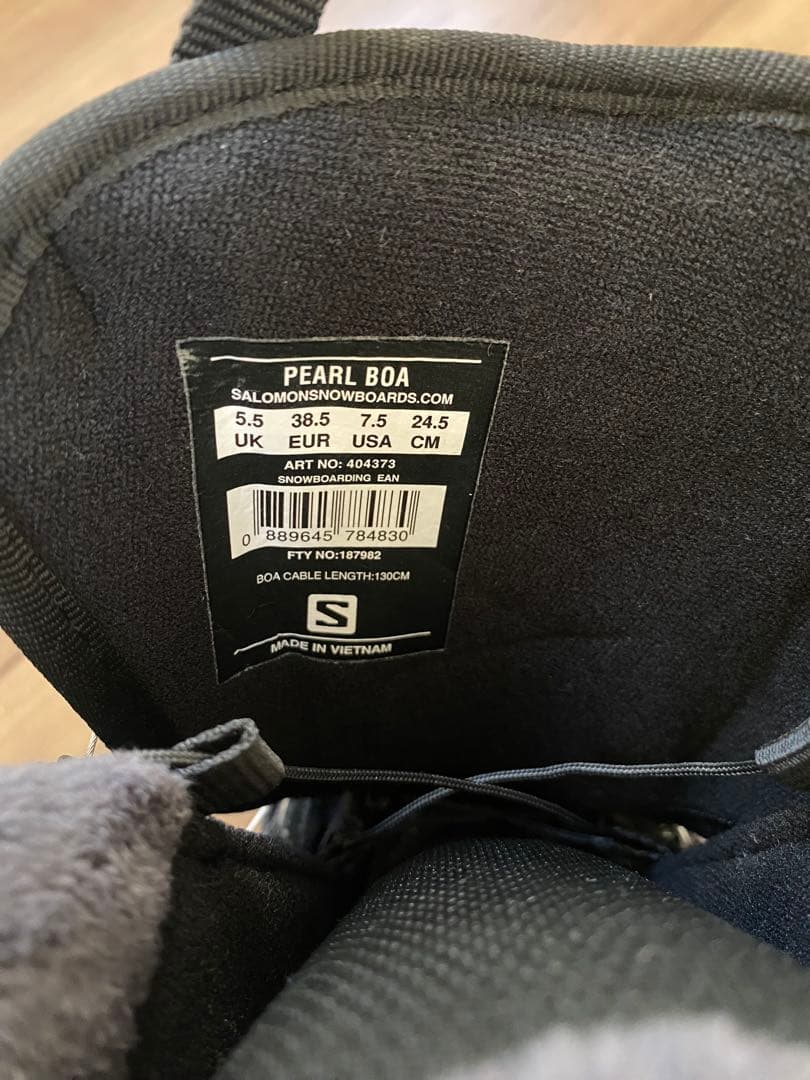 PEARL BOA
SALOMONSNOWBOARDS.COM
5.5 38.5 7.5 24.5
UK EUR USA CM
ART NO: 404373
SNOWBOARDING EAN
0 889645 784830
FTY NO:187982
BOA CABLE LENGTH:130CM
S
MADE IN VIETNAM